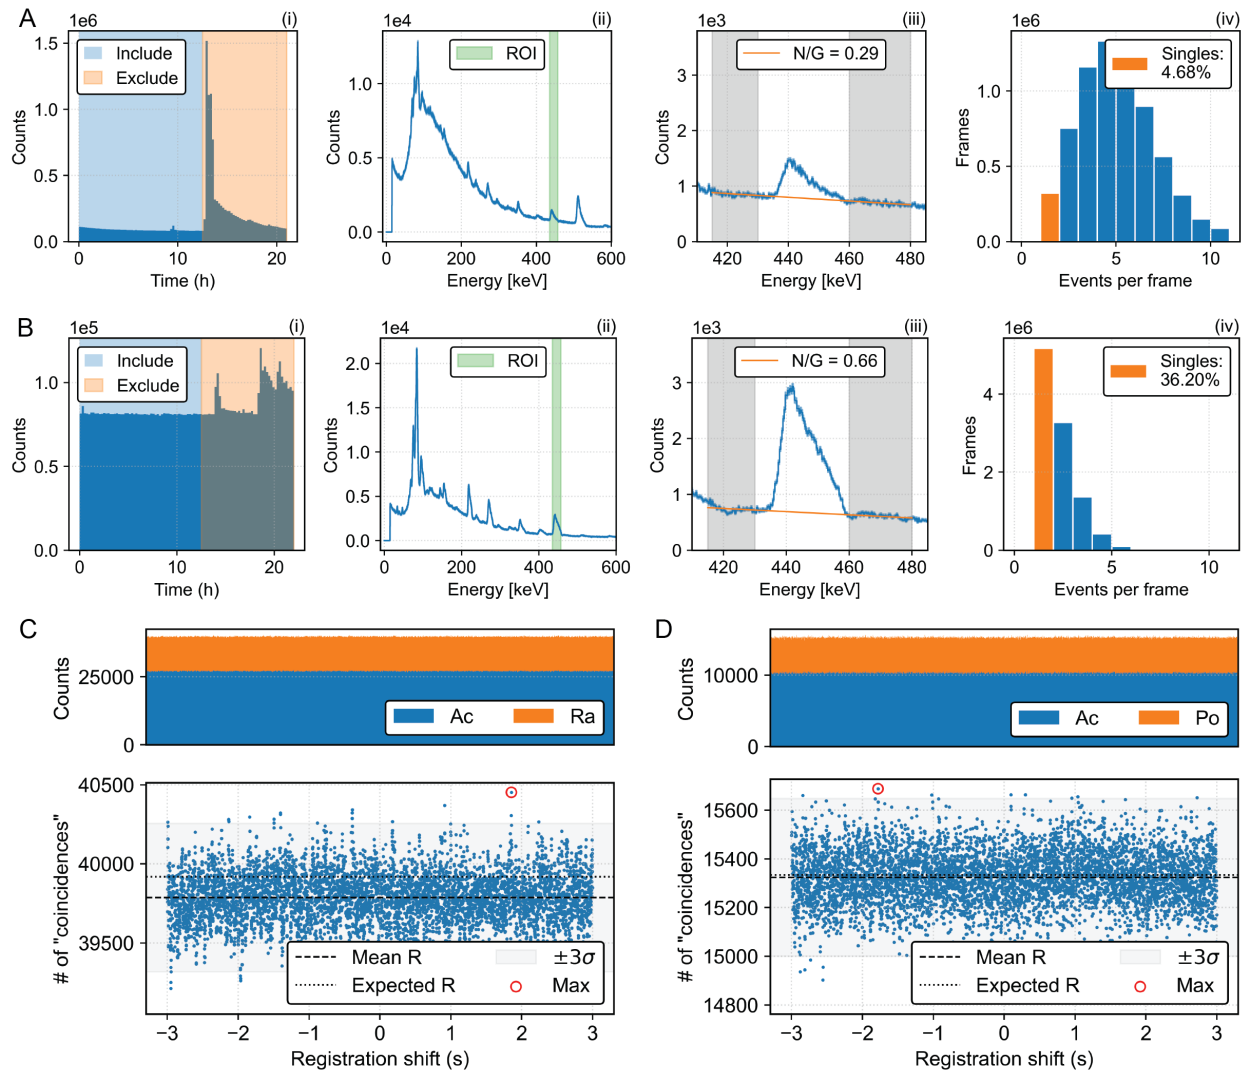 A
1e6
(i)
Include
Exclude
1.5
1.0
0.5
0.0
Counts
0
10
20
Time (h)
1e4
(ii)
ROI
1.0
0.5
0.0
Counts
0
200
400
600
Energy [keV]
1e3
(iii)
N/G = 0.29
3
2
1
0
Counts
420
440
460
480
Energy [keV]
1e6
(iv)
Singles:
4.68%
1.0
0.5
0.0
Frames
0
5
10
Events per frame
B
1e5
(i)
Include
Exclude
1.0
0.5
0.0
Counts
0
10
20
Time (h)
1e4
(ii)
ROI
2.0
1.5
1.0
0.5
0.0
Counts
0
200
400
600
Energy [keV]
1e3
(iii)
N/G = 0.66
3
2
1
0
Counts
420
440
460
480
Energy [keV]
1e6
(iv)
Singles:
36.20%
4
2
0
Frames
0
5
10
Events per frame
C
25000
0
Counts
Ac
Ra
40500
40000
39500
# of "coincidences"
Mean R
±3σ
Expected R
Max
−3
−2
−1
0
1
2
3
Registration shift (s)
D
10000
0
Counts
Ac
Po
15600
15400
15200
15000
14800
# of "coincidences"
Mean R
±3σ
Expected R
Max
−3
−2
−1
0
1
2
3
Registration shift (s)